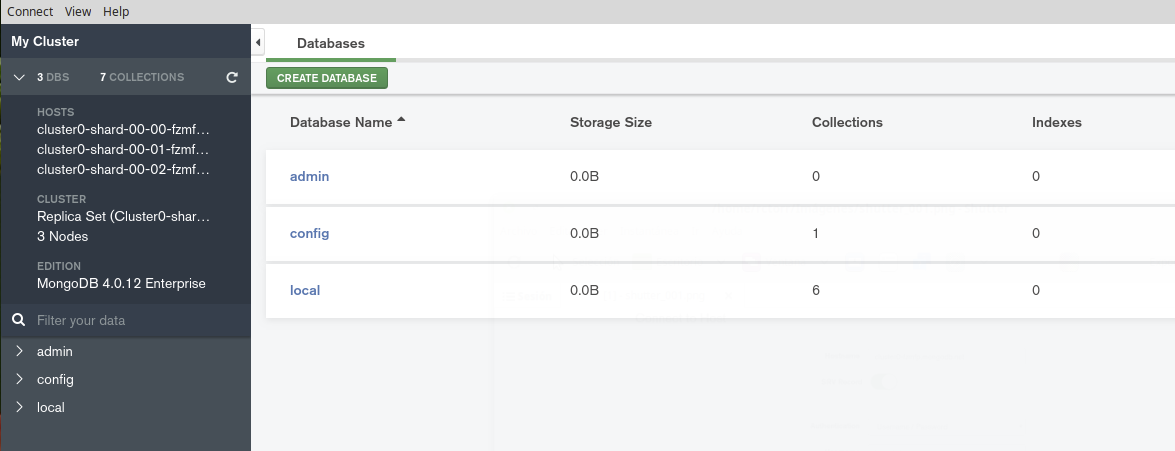 Connect View Help
My Cluster
3 DBS 7 COLLECTIONS
HOSTS
cluster0-shard-00-00-fzmf...
cluster0-shard-00-01-fzmf...
cluster0-shard-00-02-fzmf...
CLUSTER
Replica Set (Cluster0-shar...
3 Nodes
EDITION
MongoDB 4.0.12 Enterprise
Filter your data
admin
config
local
Databases
CREATE DATABASE
Database Name Storage Size Collections Indexes
admin 0.0B 0 0
config 0.0B 1 0
local 0.0B 6 0